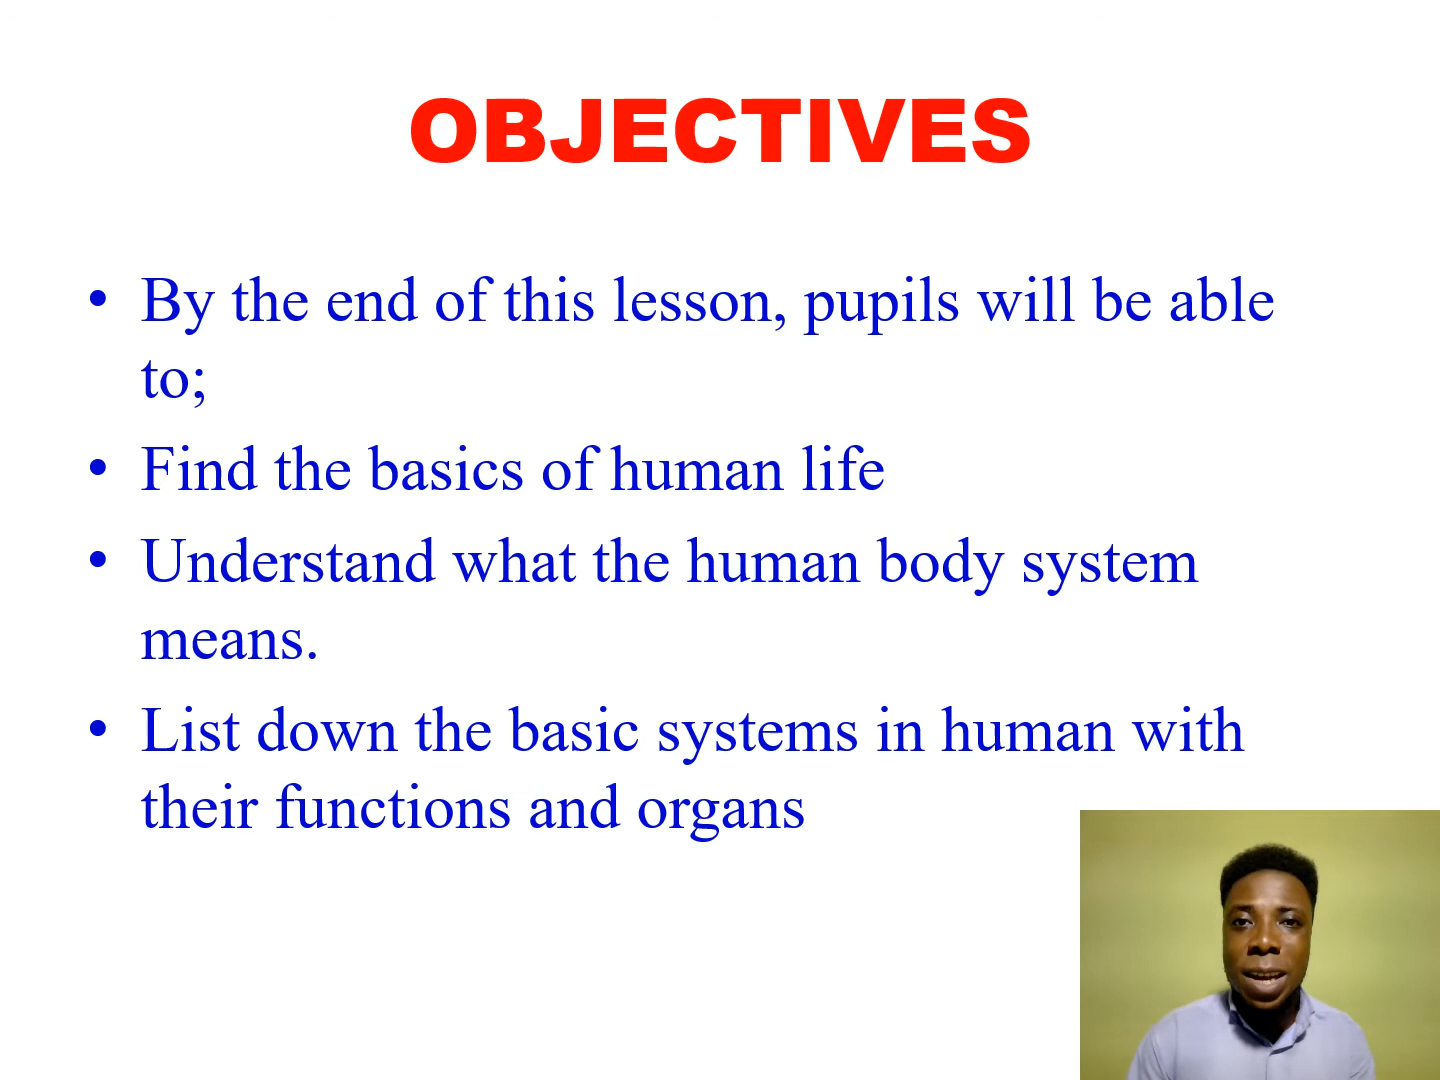 OBJECTIVES
• By the end of this lesson, pupils will be able
to;
• Find the basics of human life
• Understand what the human body system
means.
• List down the basic systems in human with
their functions and organs